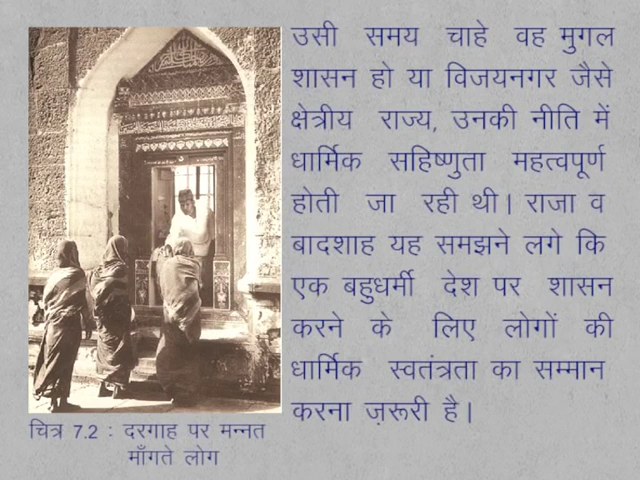 उसी समय चाहे वह मुगल
शासन हो या विजयनगर जैसे
क्षेत्रीय राज्य, उनकी नीति में
धार्मिक सहिष्णुता महत्वपूर्ण
होती जा रही थी। राजा व
बादशाह यह समझने लगे कि
एक बहुधर्मी देश पर शासन
करने के लिए लोगों की
धार्मिक स्वतंत्रता का सम्मान
करना ज़रूरी है।
चित्र 7.2 : दरगाह पर मन्नत
माँगते लोग